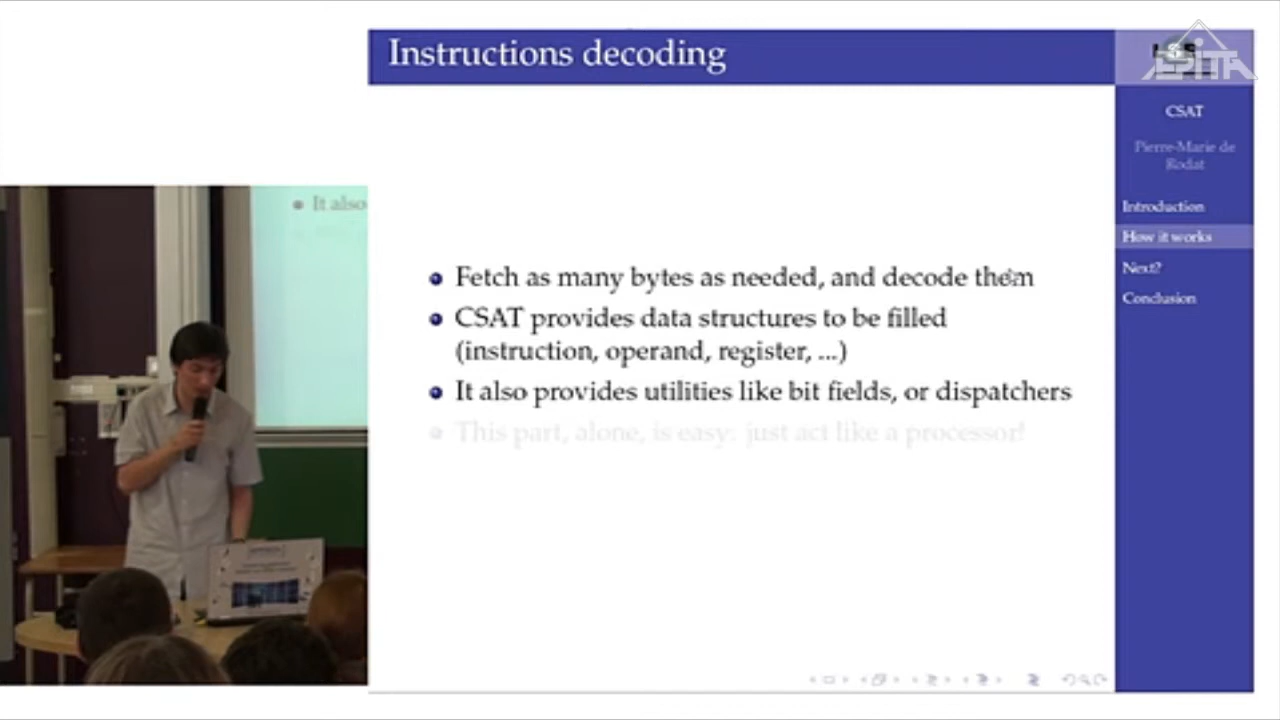 Instructions decoding
EPITA
CSAT
Pierre-Marie de
Rodat
Introduction
How it works
Next?
Conclusion
It also
Fetch as many bytes as needed, and decode them
CSAT provides data structures to be filled
(instruction, operand, register, ...)
It also provides utilities like bit fields, or dispatchers
This part, alone, is easy: just act like a processor!